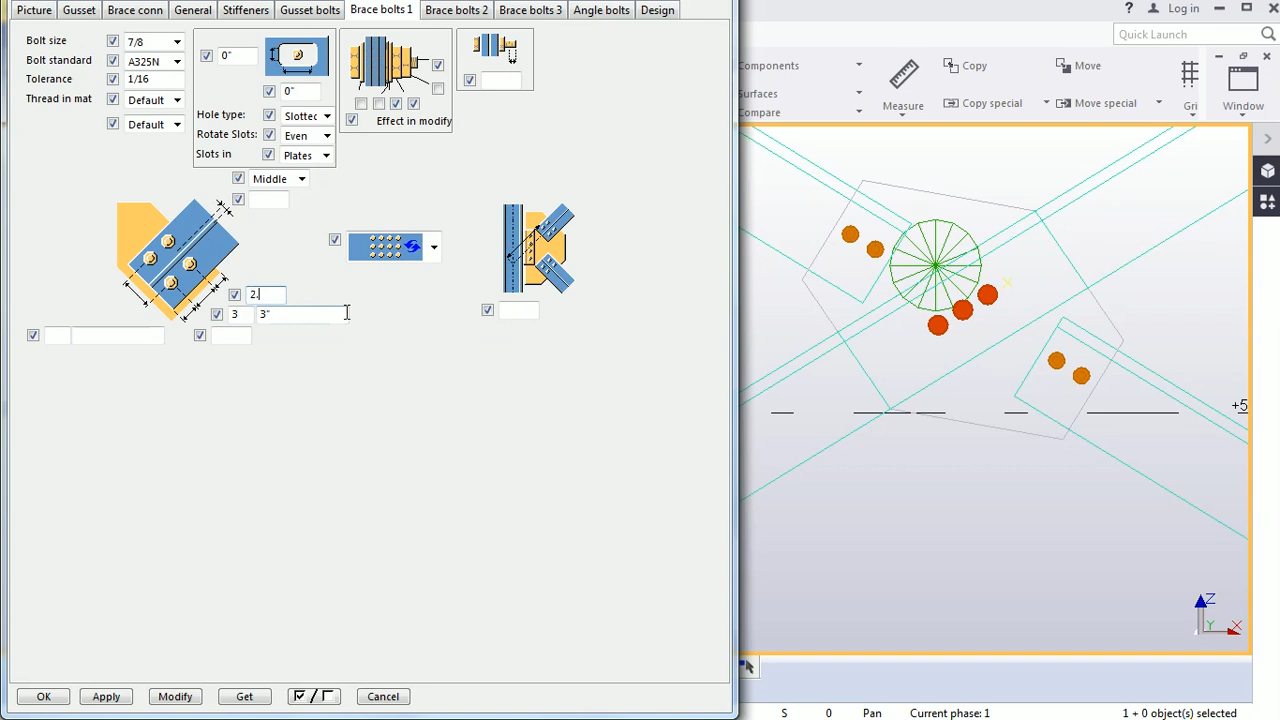 Picture Gusset Brace conn General Stiffeners Gusset bolts Brace bolts 1 Brace bolts 2 Brace bolts 3 Angle bolts Design
Bolt size 7/8
Bolt standard A325N
Tolerance 1/16
Thread in mat Default
Default
0"
0"
Hole type: Slottec
Rotate Slots: Even
Slots in Plates
Effect in modify
Middle
2.
3 3"
OK Apply Modify Get / Cancel
? Log in
Quick Launch
Components
Surfaces
Compare
Measure
Copy
Copy special
Move
Move special
Gri
Window
+5
Z
Y X
S 0 Pan Current phase: 1 1 + 0 object(s) selected